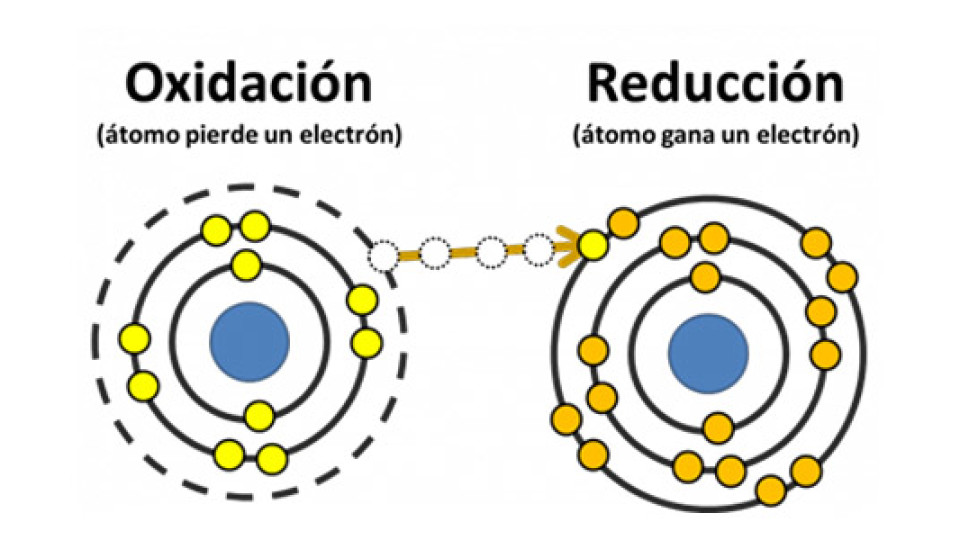 Oxidación
(átomo pierde un electrón)
Reducción
(átomo gana un electrón)